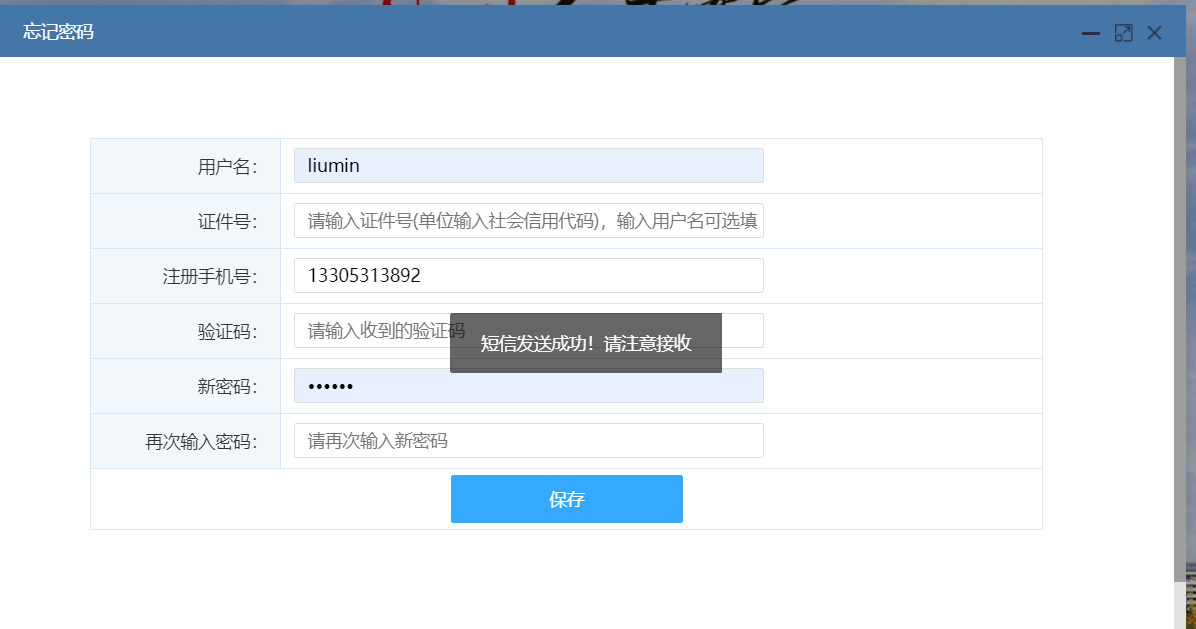 忘记密码
用户名：
liumin
证件号：
请输入证件号(单位输入社会信用代码)，输入用户名可选填
注册手机号：
13305313892
验证码：
请输入收到的验证码
短信发送成功！请注意接收
新密码：
••••••
再次输入密码：
请再次输入新密码
保存